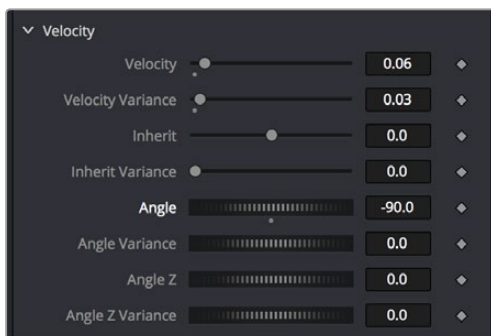 Velocity
Velocity 0.06
Velocity Variance 0.03
Inherit 0.0
Inherit Variance 0.0
Angle -90.0
Angle Variance 0.0
Angle Z 0.0
Angle Z Variance 0.0